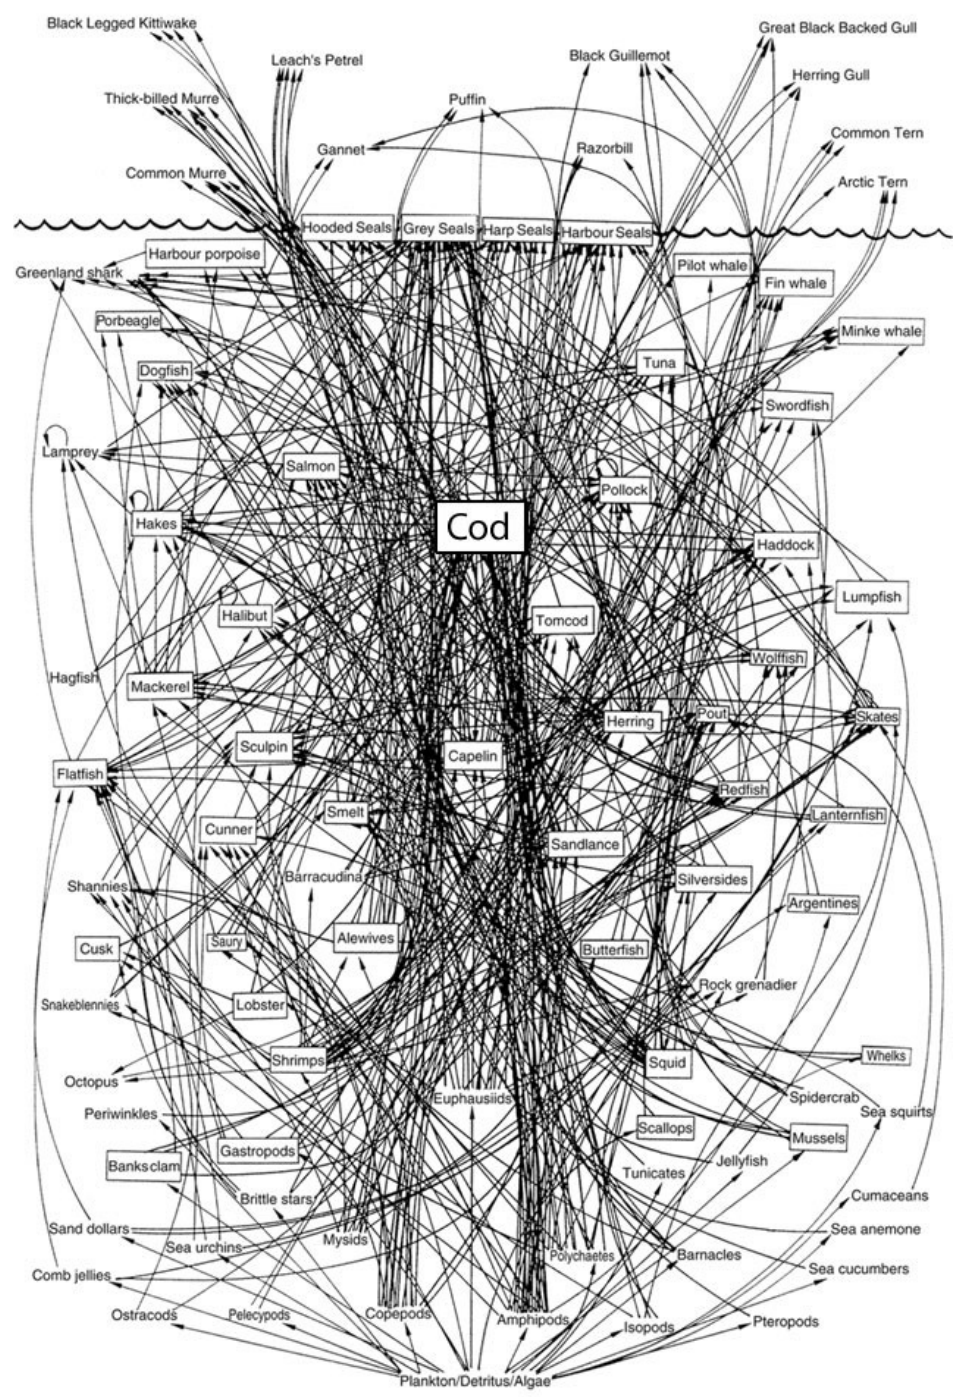 Black Legged Kittiwake
Great Black Backed Gull
Leach's Petrel
Black Guillemot
Herring Gull
Thick-billed Murre
Puffin
Common Tern
Gannet
Razorbill
Common Murre
Arctic Tern
Hooded Seals
Grey Seals
Harp Seals
Harbour Seals
Harbour porpoise
Pilot whale
Greenland shark
Fin whale
Porbeagle
Minke whale
Tuna
Dogfish
Swordfish
Lamprey
Salmon
Pollock
Cod
Hakes
Haddock
Lumpfish
Halibut
Tomcod
Wolffish
Hagfish
Mackerel
Herring
Pout
Skates
Sculpin
Capelin
Flatfish
Redfish
Smelt
Lanternfish
Cunner
Sandlance
Barracudina
Silversides
Shannies
Argentines
Cusk
Saury
Alewives
Butterfish
Rock grenadier
Snakeblennies
Lobster
Shrimps
Squid
Whelks
Octopus
Euphausiids
Spidercrab
Periwinkles
Sea squirts
Scallops
Mussels
Gastropods
Banksclam
Jellyfish
Tunicates
Brittle stars
Cumaceans
Sand dollars
Sea anemone
Mysids
Sea urchins
Polychaetes
Barnacles
Comb jellies
Sea cucumbers
Ostracods
Pelecypods
Copepods
Amphipods
Isopods
Pteropods
Plankton/Detritus/Algae